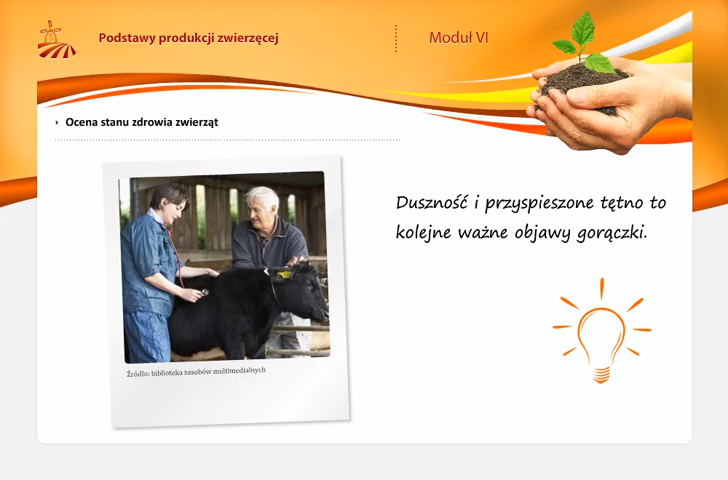 Podstawy produkcji zwierzęcej
Moduł VI
Ocena stanu zdrowia zwierząt
Duszność i przyspieszone tętno to
kolejne ważne objawy gorączki.
Źródło: biblioteka zasobów multimedialnych